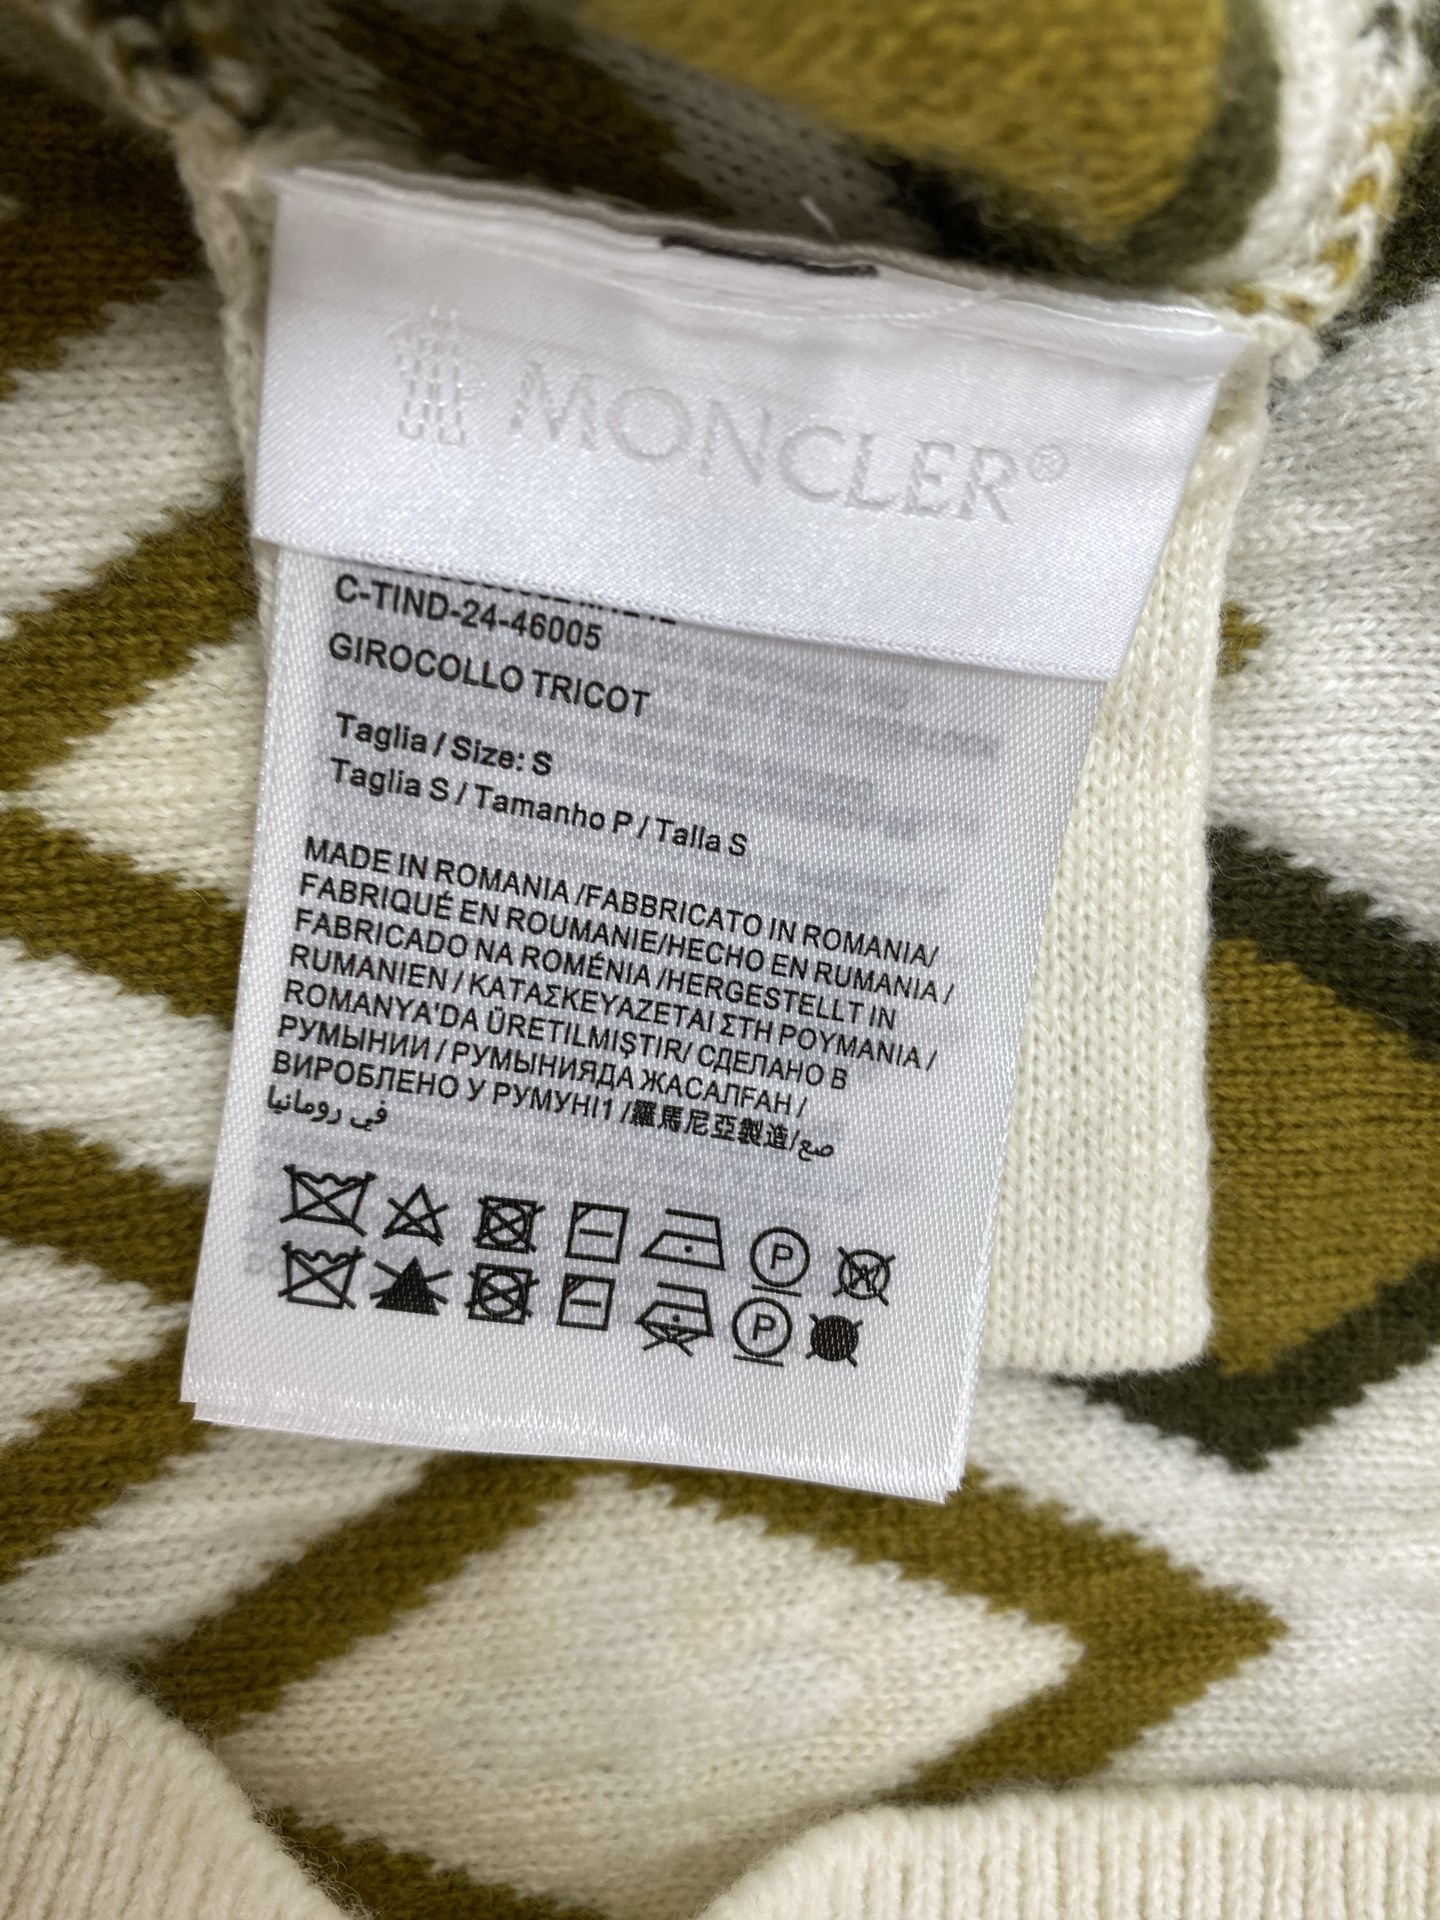 MONCLER®
C-TIND-24-46005
GIROCOLLO TRICOT
Taglia / Size: S
Taglia S / Tamanho P / Talla S
MADE IN ROMANIA /FABBRICATO IN ROMANIA/
FABRIQUÉ EN ROUMANIE/HECHO EN RUMANIA /
FABRICADO NA ROMÉNIA /HERGESTELLT IN
RUMANIEN / ΚΑΤΑΣΚΕΥΑΖΕΤΑΙ ΣΤΗ ΡΟΥΜΑΝΙΑ /
ROMANYA'DA ÜRETILMIŞTIR/ СДЕЛАНО В
РУМЫНИИ / РУМЫНИЯДА ЖАСАЛҒАН /
ВИРОБЛЕНО У РУМУНІ1 /羅馬尼亞製造/صع
في رومانيا
P
P